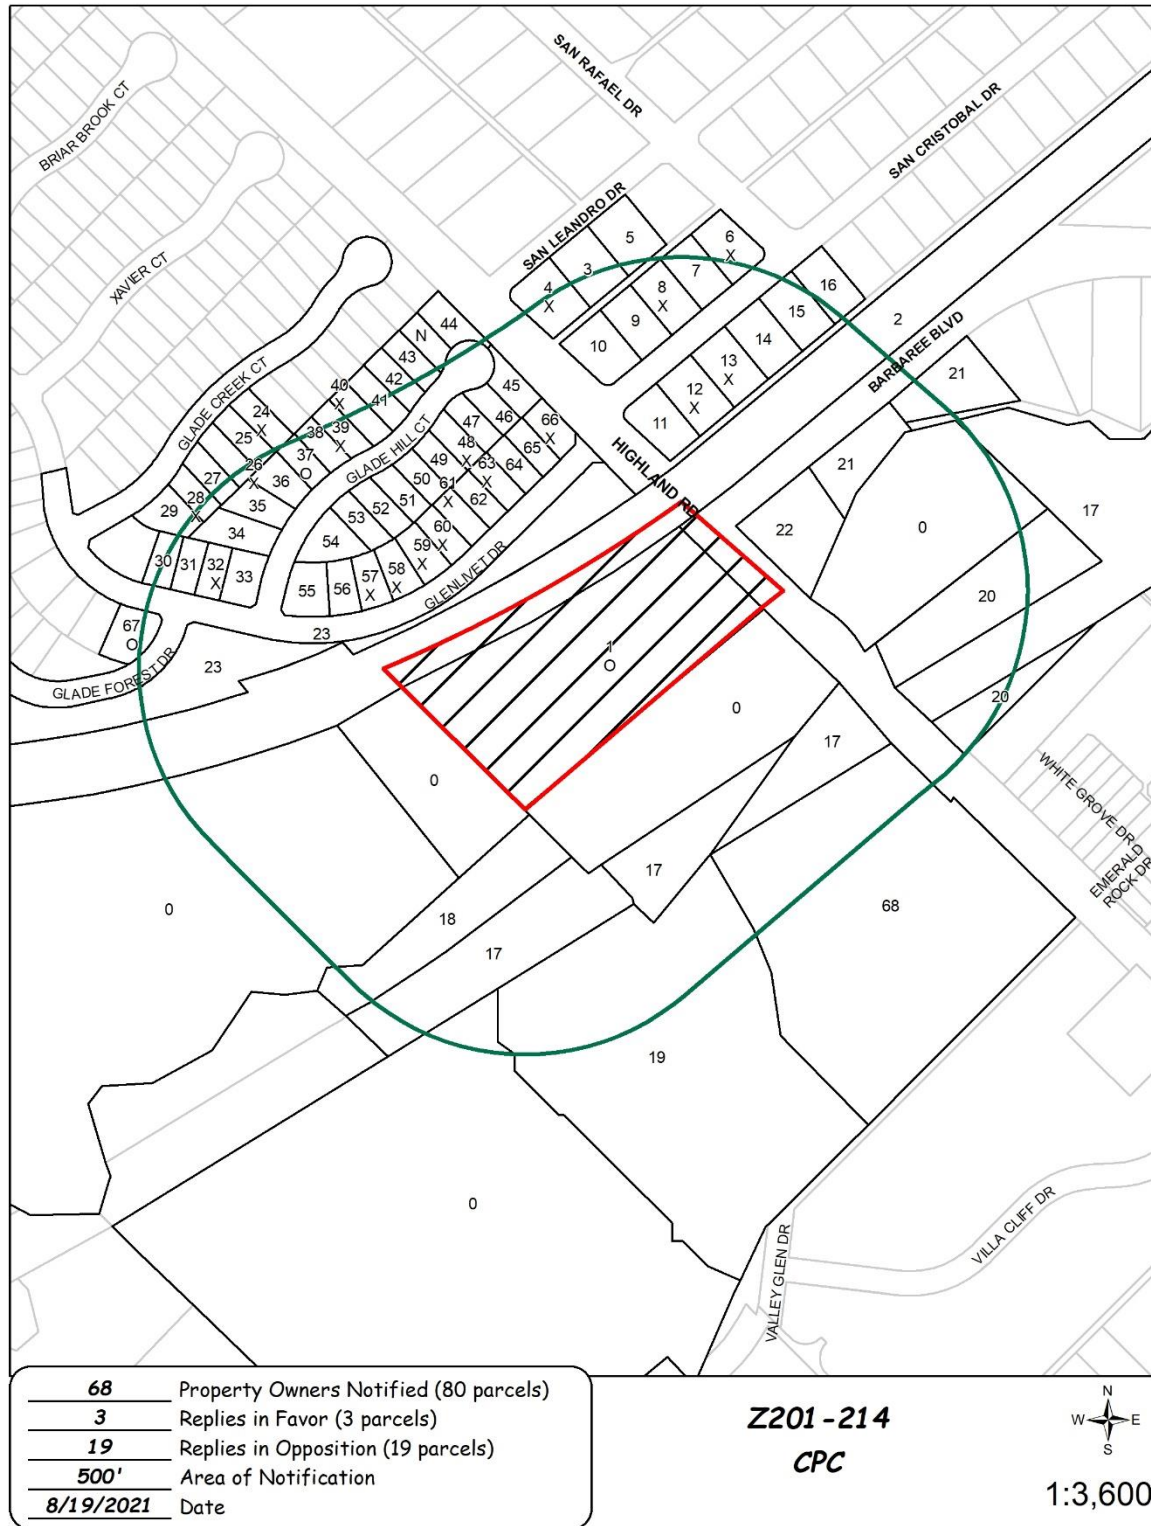 SAN RAFAEL DR
BRIAR BROOK CT
SAN CRISTOBAL DR
SAN LEANDRO DR
XAVIER CT
5
6
X
3
7
4
X
8
X
16
9
15
2
10
14
BARBAREE BLVD
44
N
43
13
X
21
42
12
X
40
X
41
45
11
GLADE CREEK CT
24
X
39
X
47
46
66
X
38
25
48
X
65
37
O
GLADE HILL CT
49
63
X
64
HIGHLAND RD
26
X
36
50
61
X
62
21
27
35
51
52
28
X
29
53
60
X
17
34
54
59
X
22
0
30
31
32
X
33
58
X
57
X
56
55
GLENLIVET DR
20
67
O
23
1
O
23
GLADE FOREST DR
20
0
17
0
WHITE GROVE DR
EMERALD
ROCK DR
17
68
0
18
17
19
0
VILLA CLIFF DR
VALLEY GLEN DR
68 Property Owners Notified (80 parcels)
3 Replies in Favor (3 parcels)
19 Replies in Opposition (19 parcels)
500' Area of Notification
8/19/2021 Date
Z201-214
CPC
N
W E
S
1:3,600